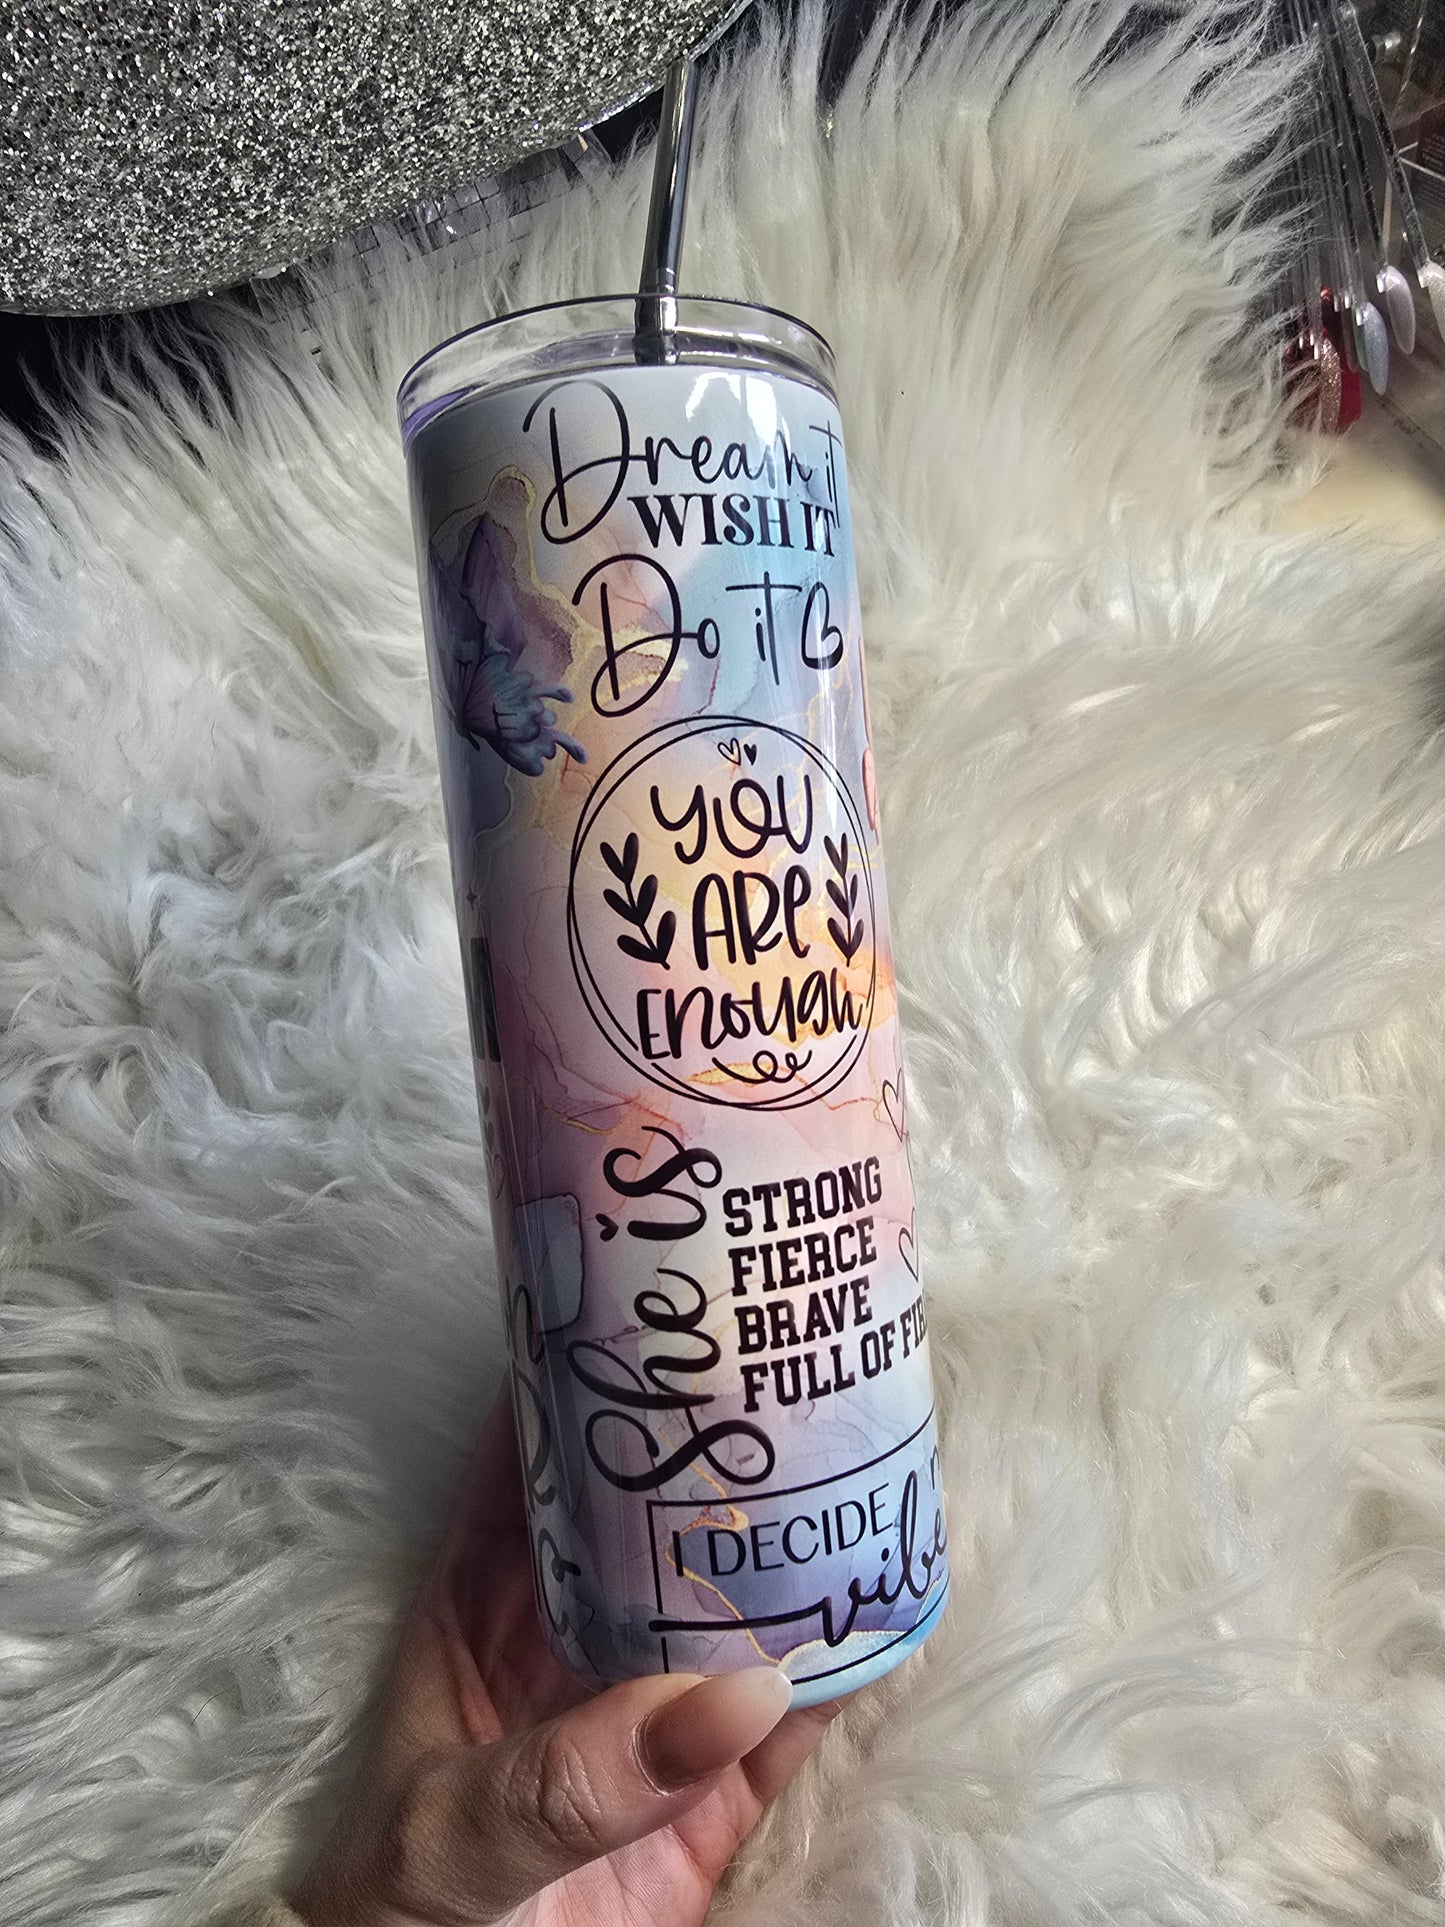 Dream it
WISH IT
Do it
YOU
ARE
ENOUGH
She is
STRONG
FIERCE
BRAVE
FULL OF
I DECIDE